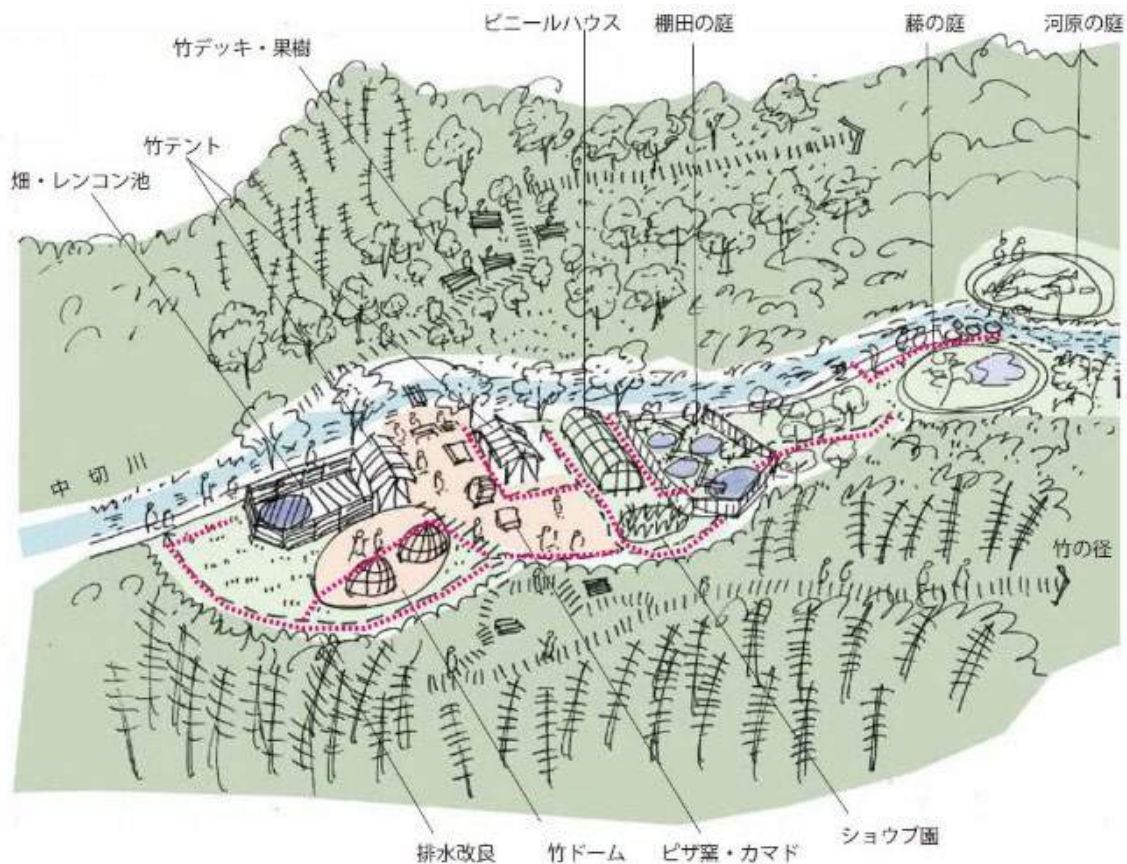 ビニールハウス
棚田の庭
藤の庭
河原の庭
竹デッキ・果樹
竹テント
畑・レンコン池
中切川
竹の径
ショウブ園
排水改良
竹ドーム
ピザ窯・カマド